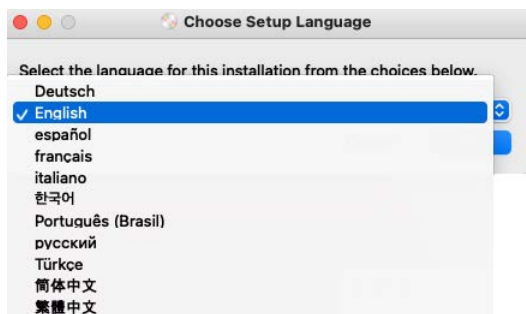 Choose Setup Language
Select the language for this installation from the choices below.
Deutsch
✓ English
español
français
italiano
한국어
Português (Brasil)
русский
Türkçe
简体中文
繁體中文